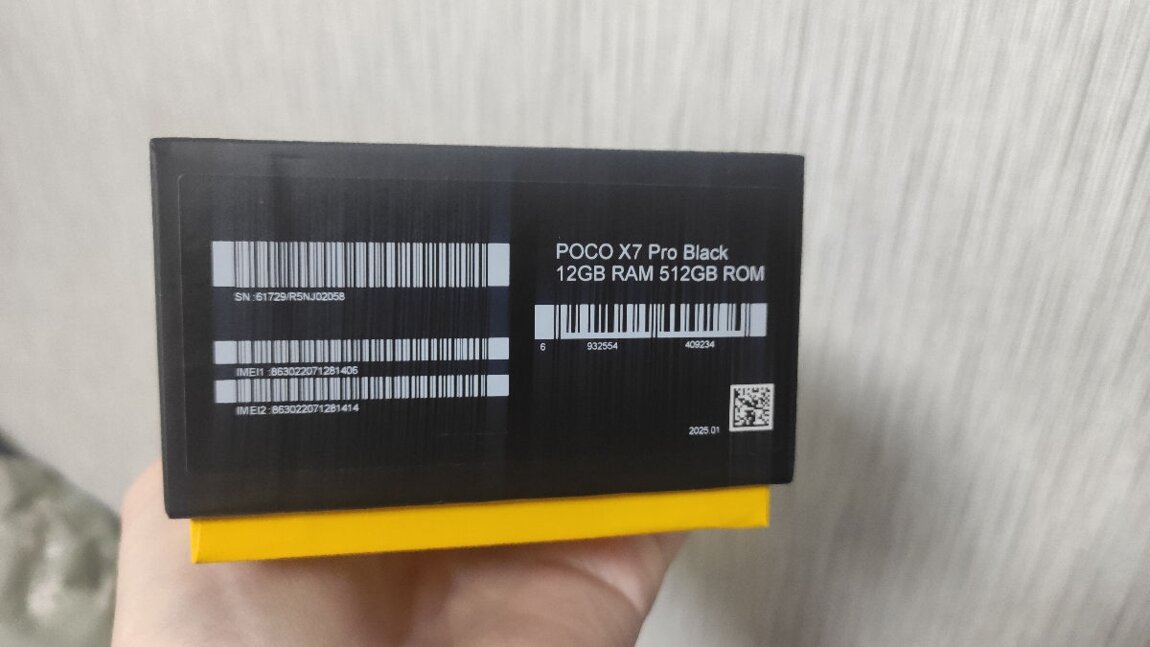 SN :61729/R5NJ02058
IMEI1 :863022071281406
IMEI2 :863022071281414
POCO X7 Pro Black
12GB RAM 512GB ROM
6 932554 409234
2025.01